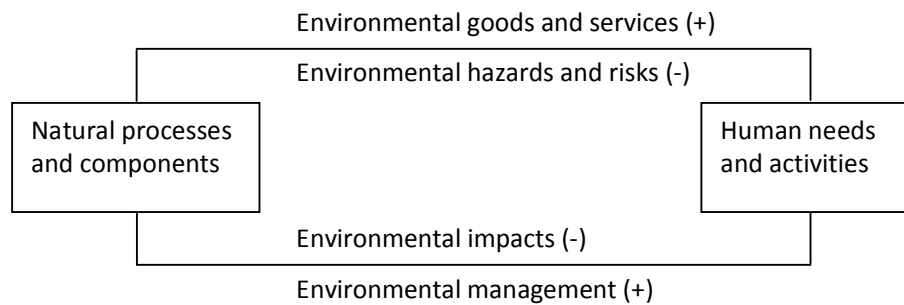 Environmental goods and services (+)
Environmental hazards and risks (-)
Natural processes
and components
Human needs
and activities
Environmental impacts (-)
Environmental management (+)